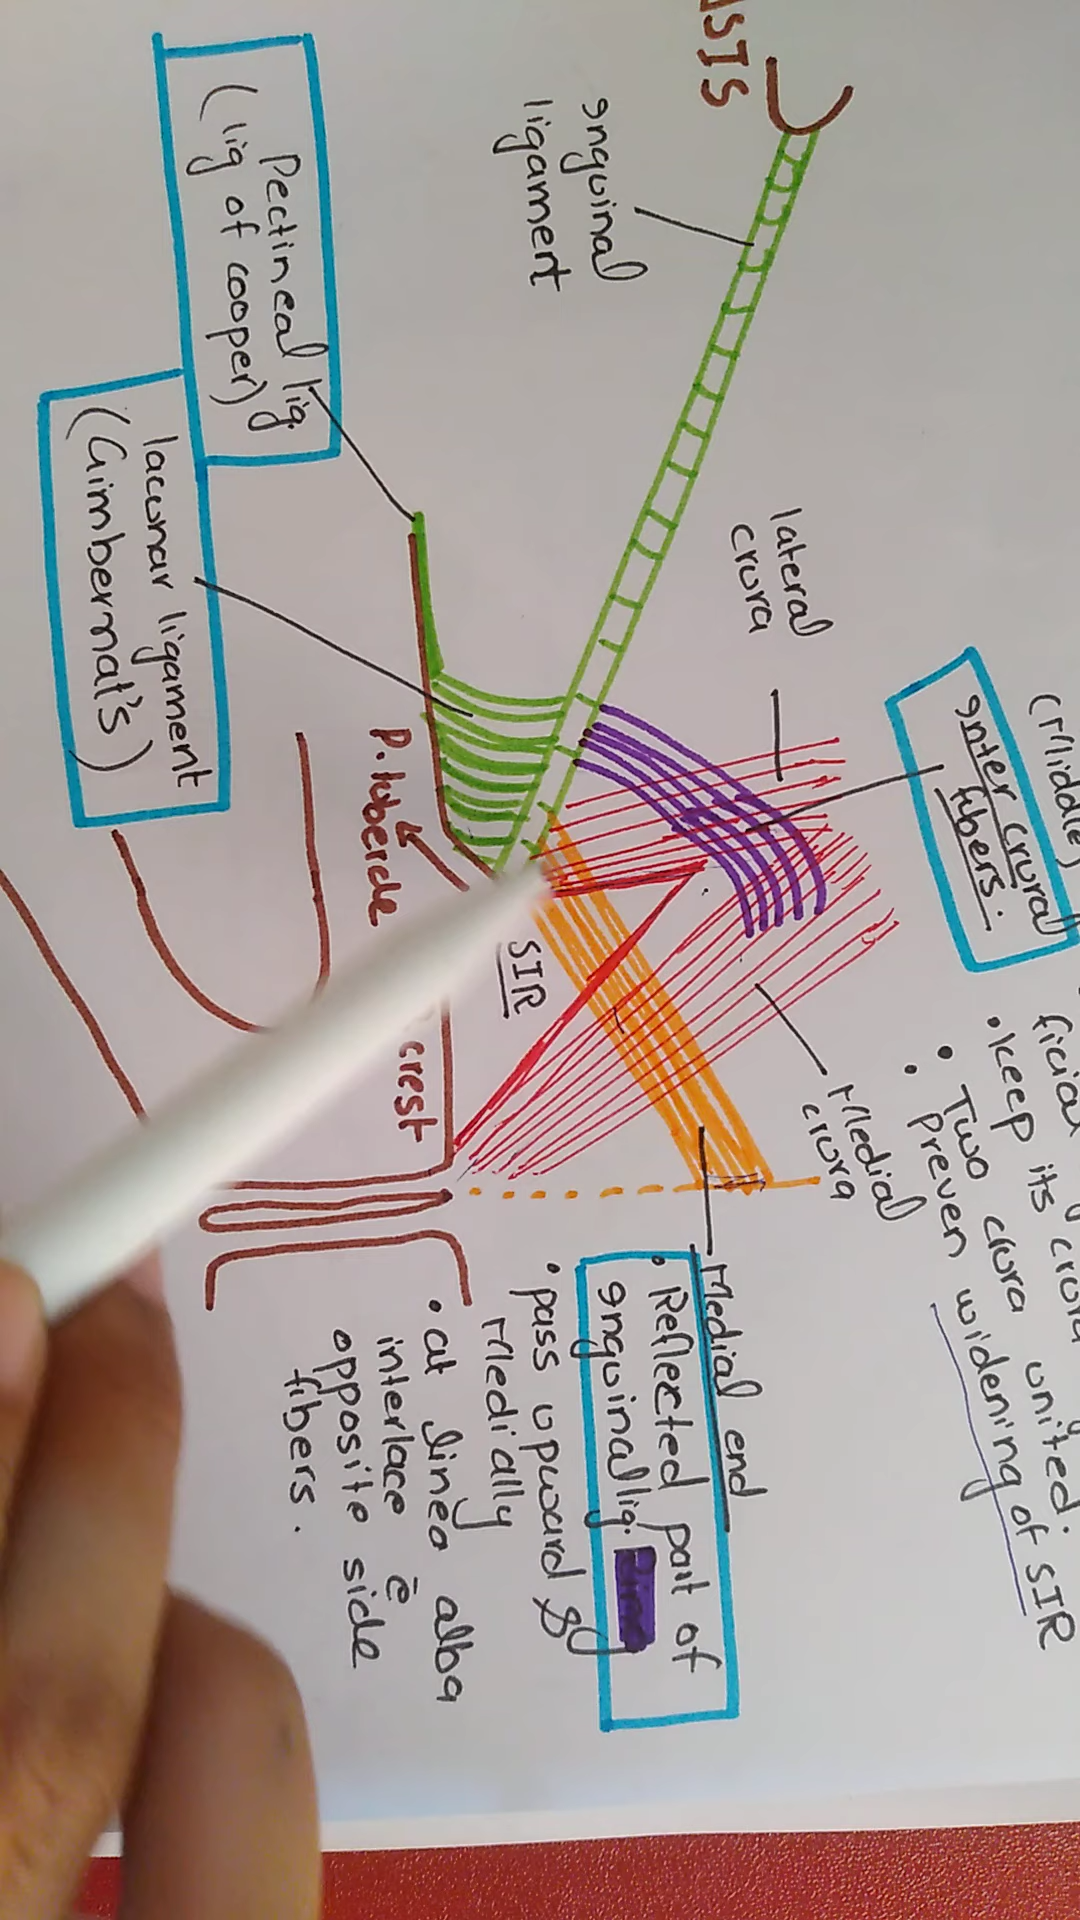 ASIS
Inguinal
ligament
Pectineal lig.
(lig of cooper)
lacunar ligament
(Gimbernat's)
lateral
crura
(Middle)
Inter crural
fibers.
ficial
• Keep its crura
• Two crura united.
• Preven widening of SIR
Medial
crura
P. tubercle
SIR
crest
Medial end
• Reflected part of
inguinal lig.
• pass upward &
Medially
• at linea alba
interlace c̄
opposite side
fibers.